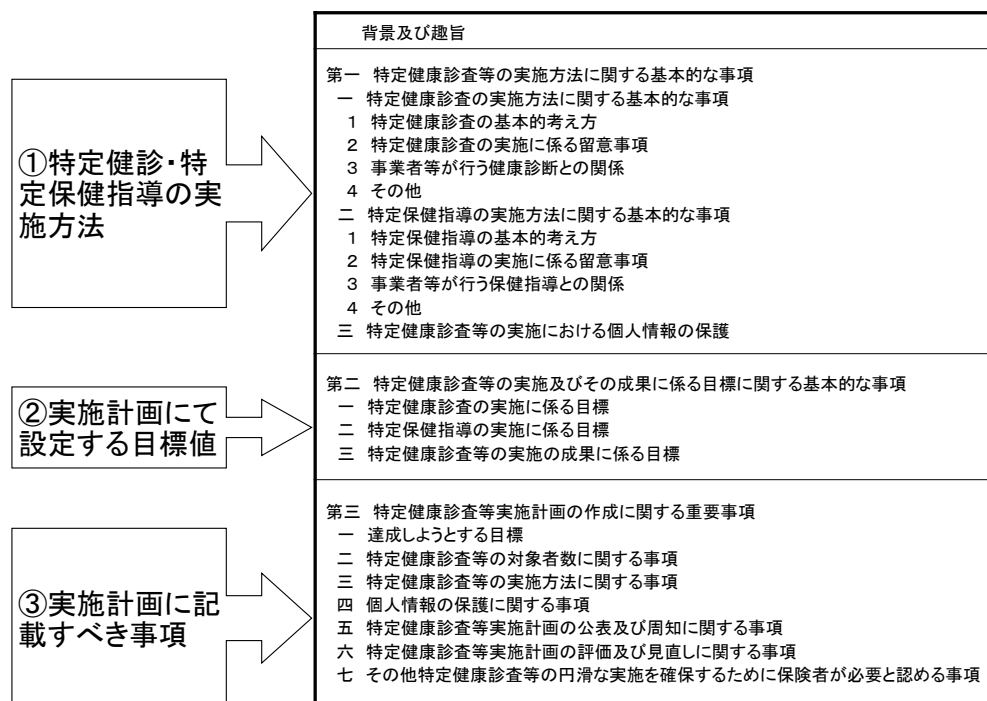 背景及び趣旨
①特定健診・特
定保健指導の実
施方法
第一 特定健康診査等の実施方法に関する基本的な事項
一 特定健康診査の実施方法に関する基本的な事項
1 特定健康診査の基本的考え方
2 特定健康診査の実施に係る留意事項
3 事業者等が行う健康診断との関係
4 その他
二 特定保健指導の実施方法に関する基本的な事項
1 特定保健指導の基本的考え方
2 特定保健指導の実施に係る留意事項
3 事業者等が行う保健指導との関係
4 その他
三 特定健康診査等の実施における個人情報の保護
②実施計画にて
設定する目標値
第二 特定健康診査等の実施及びその成果に係る目標に関する基本的な事項
一 特定健康診査の実施に係る目標
二 特定保健指導の実施に係る目標
三 特定健康診査等の実施の成果に係る目標
③実施計画に記
載すべき事項
第三 特定健康診査等実施計画の作成に関する重要事項
一 達成しようとする目標
二 特定健康診査等の対象者数に関する事項
三 特定健康診査等の実施方法に関する事項
四 個人情報の保護に関する事項
五 特定健康診査等実施計画の公表及び周知に関する事項
六 特定健康診査等実施計画の評価及び見直しに関する事項
七 その他特定健康診査等の円滑な実施を確保するために保険者が必要と認める事項